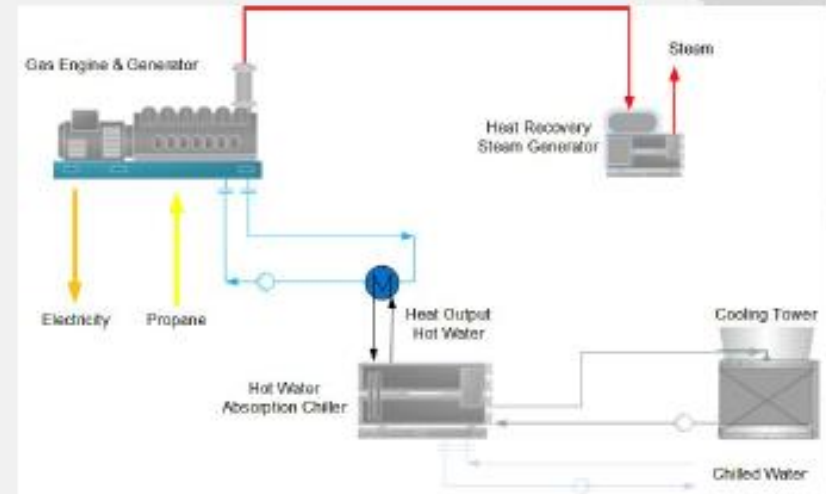 Steam
Gas Engine & Generator
Heat Recovery
Steam Generator
Electricity
Propane
Heat Output
Hot Water
Cooling Tower
Hot Water
Absorption Chiller
Chilled Water